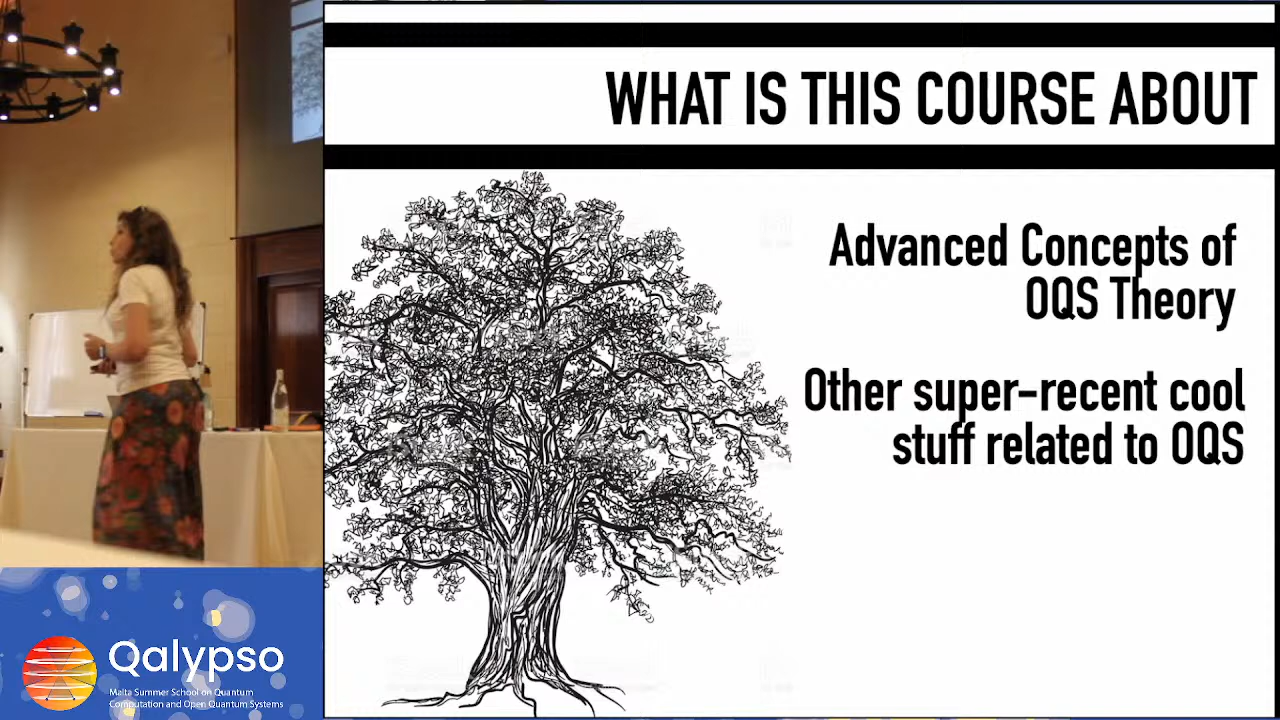 WHAT IS THIS COURSE ABOUT
Advanced Concepts of
OQS Theory
Other super-recent cool
stuff related to OQS
Qalypso
Malta Summer School on Quantum
Computation and Open Quantum Systems